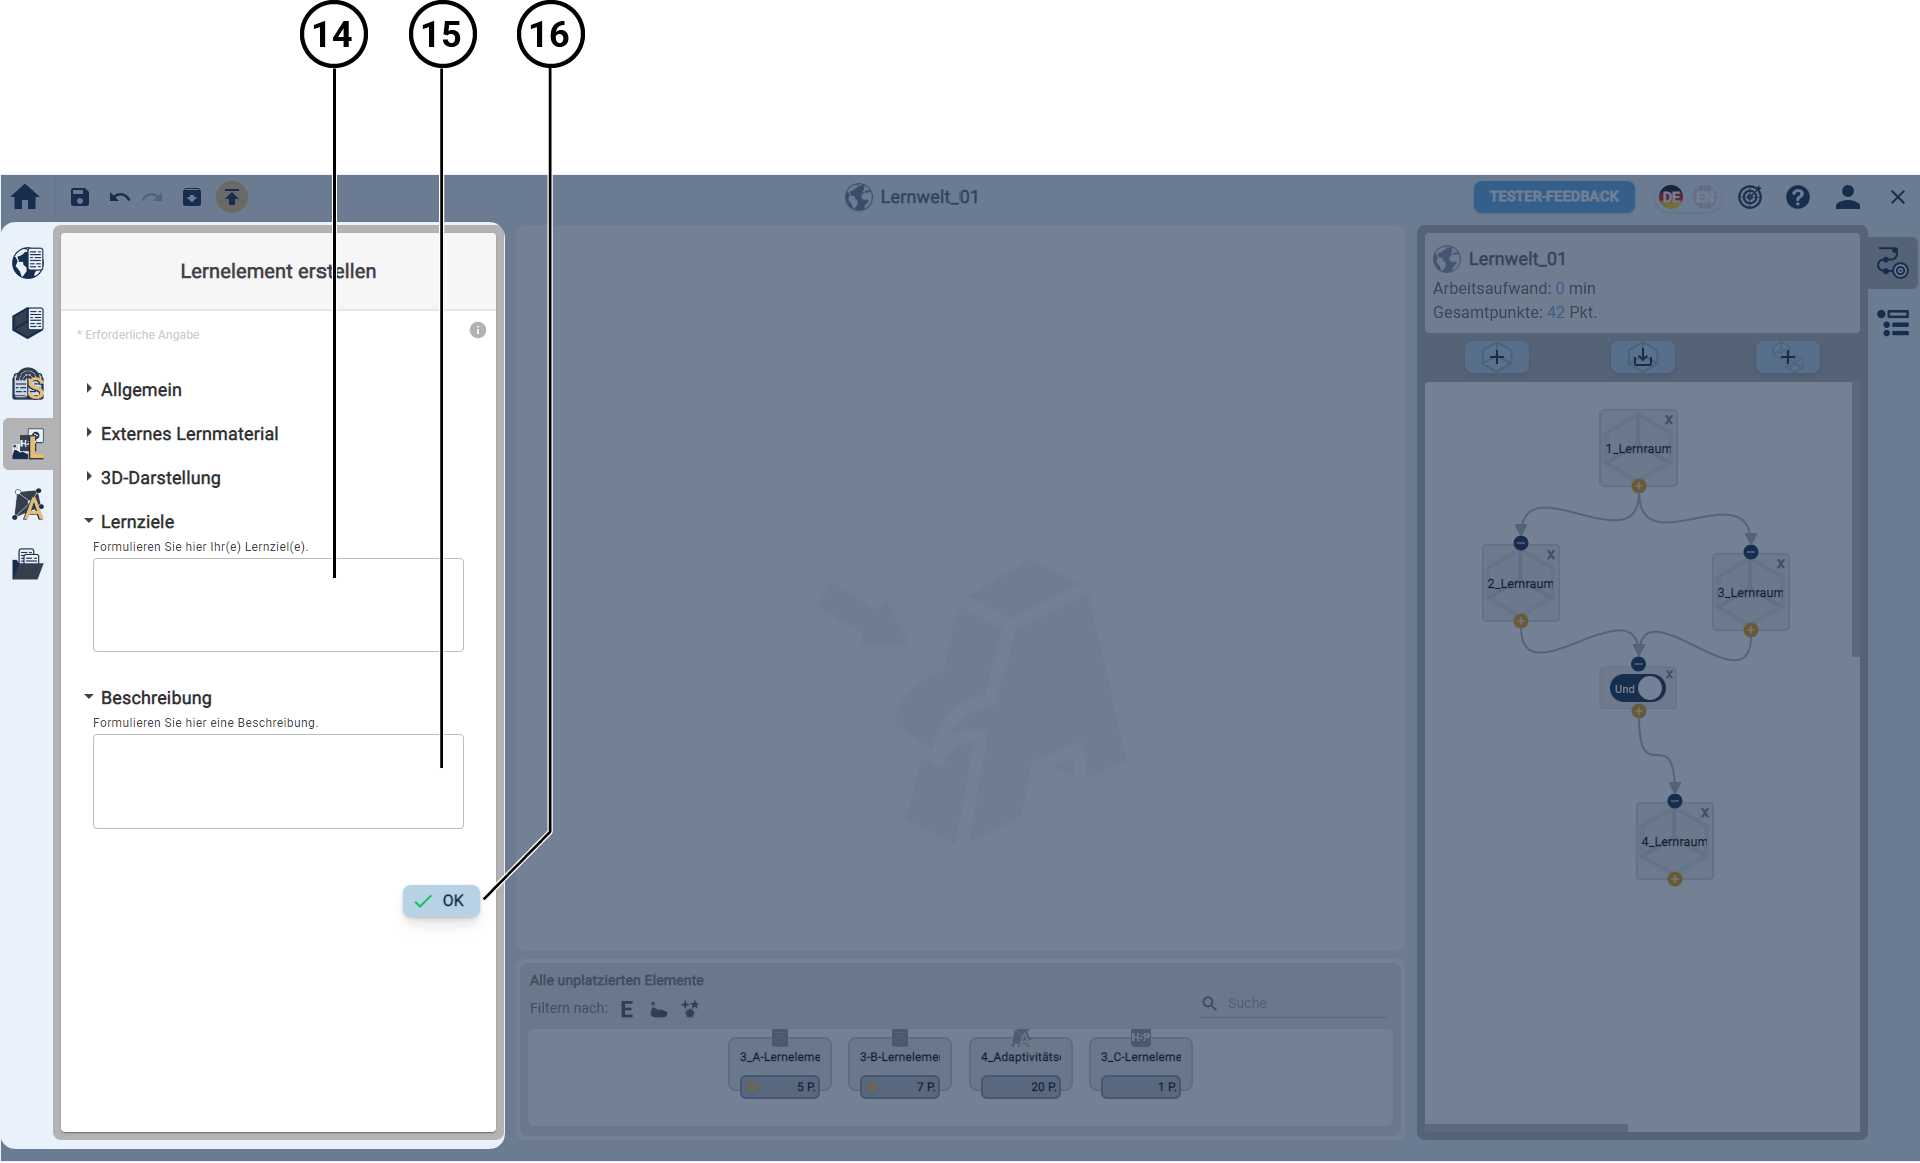 14 15 16
Lernwelt_01
TESTER-FEEDBACK
DE EN
Lernelement erstellen
* Erforderliche Angabe
Allgemein
Externes Lernmaterial
3D-Darstellung
Lernziele
Formulieren Sie hier Ihr(e) Lernziel(e).
Beschreibung
Formulieren Sie hier eine Beschreibung.
OK
Alle unplatzierten Elemente
Filtern nach: E
Suche
3_A-Lerneleme
5 P.
3-B-Lerneleme
7 P.
4_Adaptivitäts
20 P.
H5P
3_C-Lerneleme
1 P.
Lernwelt_01
Arbeitsaufwand: 0 min
Gesamtpunkte: 42 Pkt.
X
1_Lernraum
X
2_Lernraum
X
3_Lernraum
X
Und
X
4_Lernraum